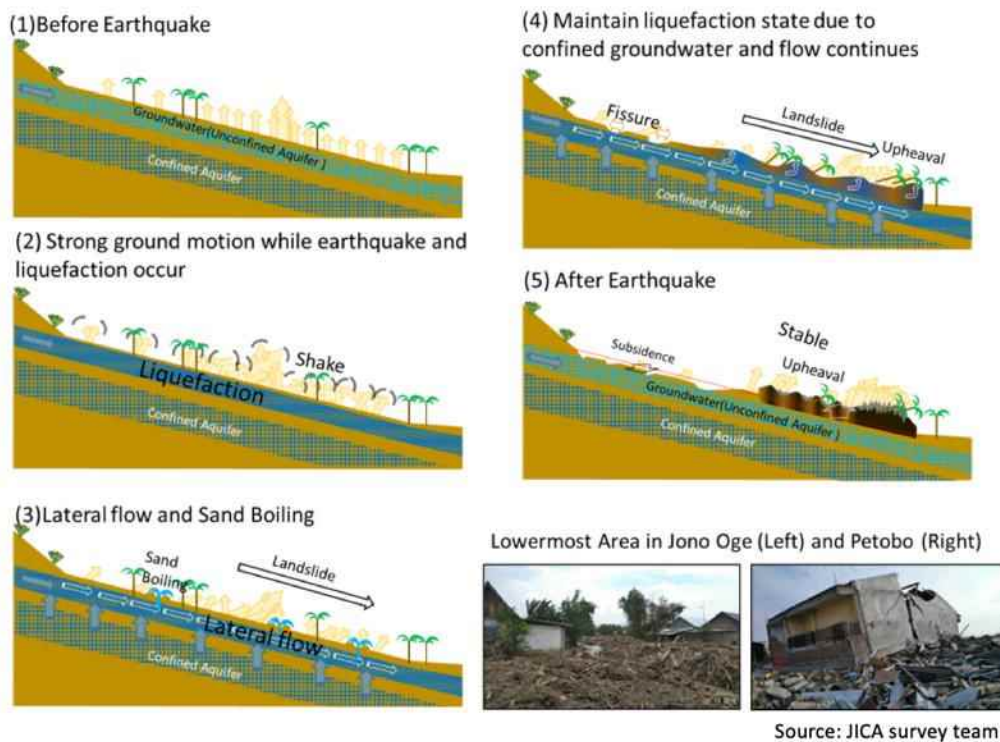 (1)Before Earthquake
Groundwater(Unconfined Aquifer )
Confined Aquifer
(2) Strong ground motion while earthquake and
liquefaction occur
Shake
Liquefaction
Confined Aquifer
(3)Lateral flow and Sand Boiling
Sand
Boiling
Landslide
Lateral flow
Confined Aquifer
(4) Maintain liquefaction state due to
confined groundwater and flow continues
Fissure
Landslide
Upheaval
Confined Aquifer
(5) After Earthquake
Stable
Subsidence
Upheaval
Groundwater(Unconfined Aquifer )
Confined Aquifer
Lowermost Area in Jono Oge (Left) and Petobo (Right)
Source: JICA survey team